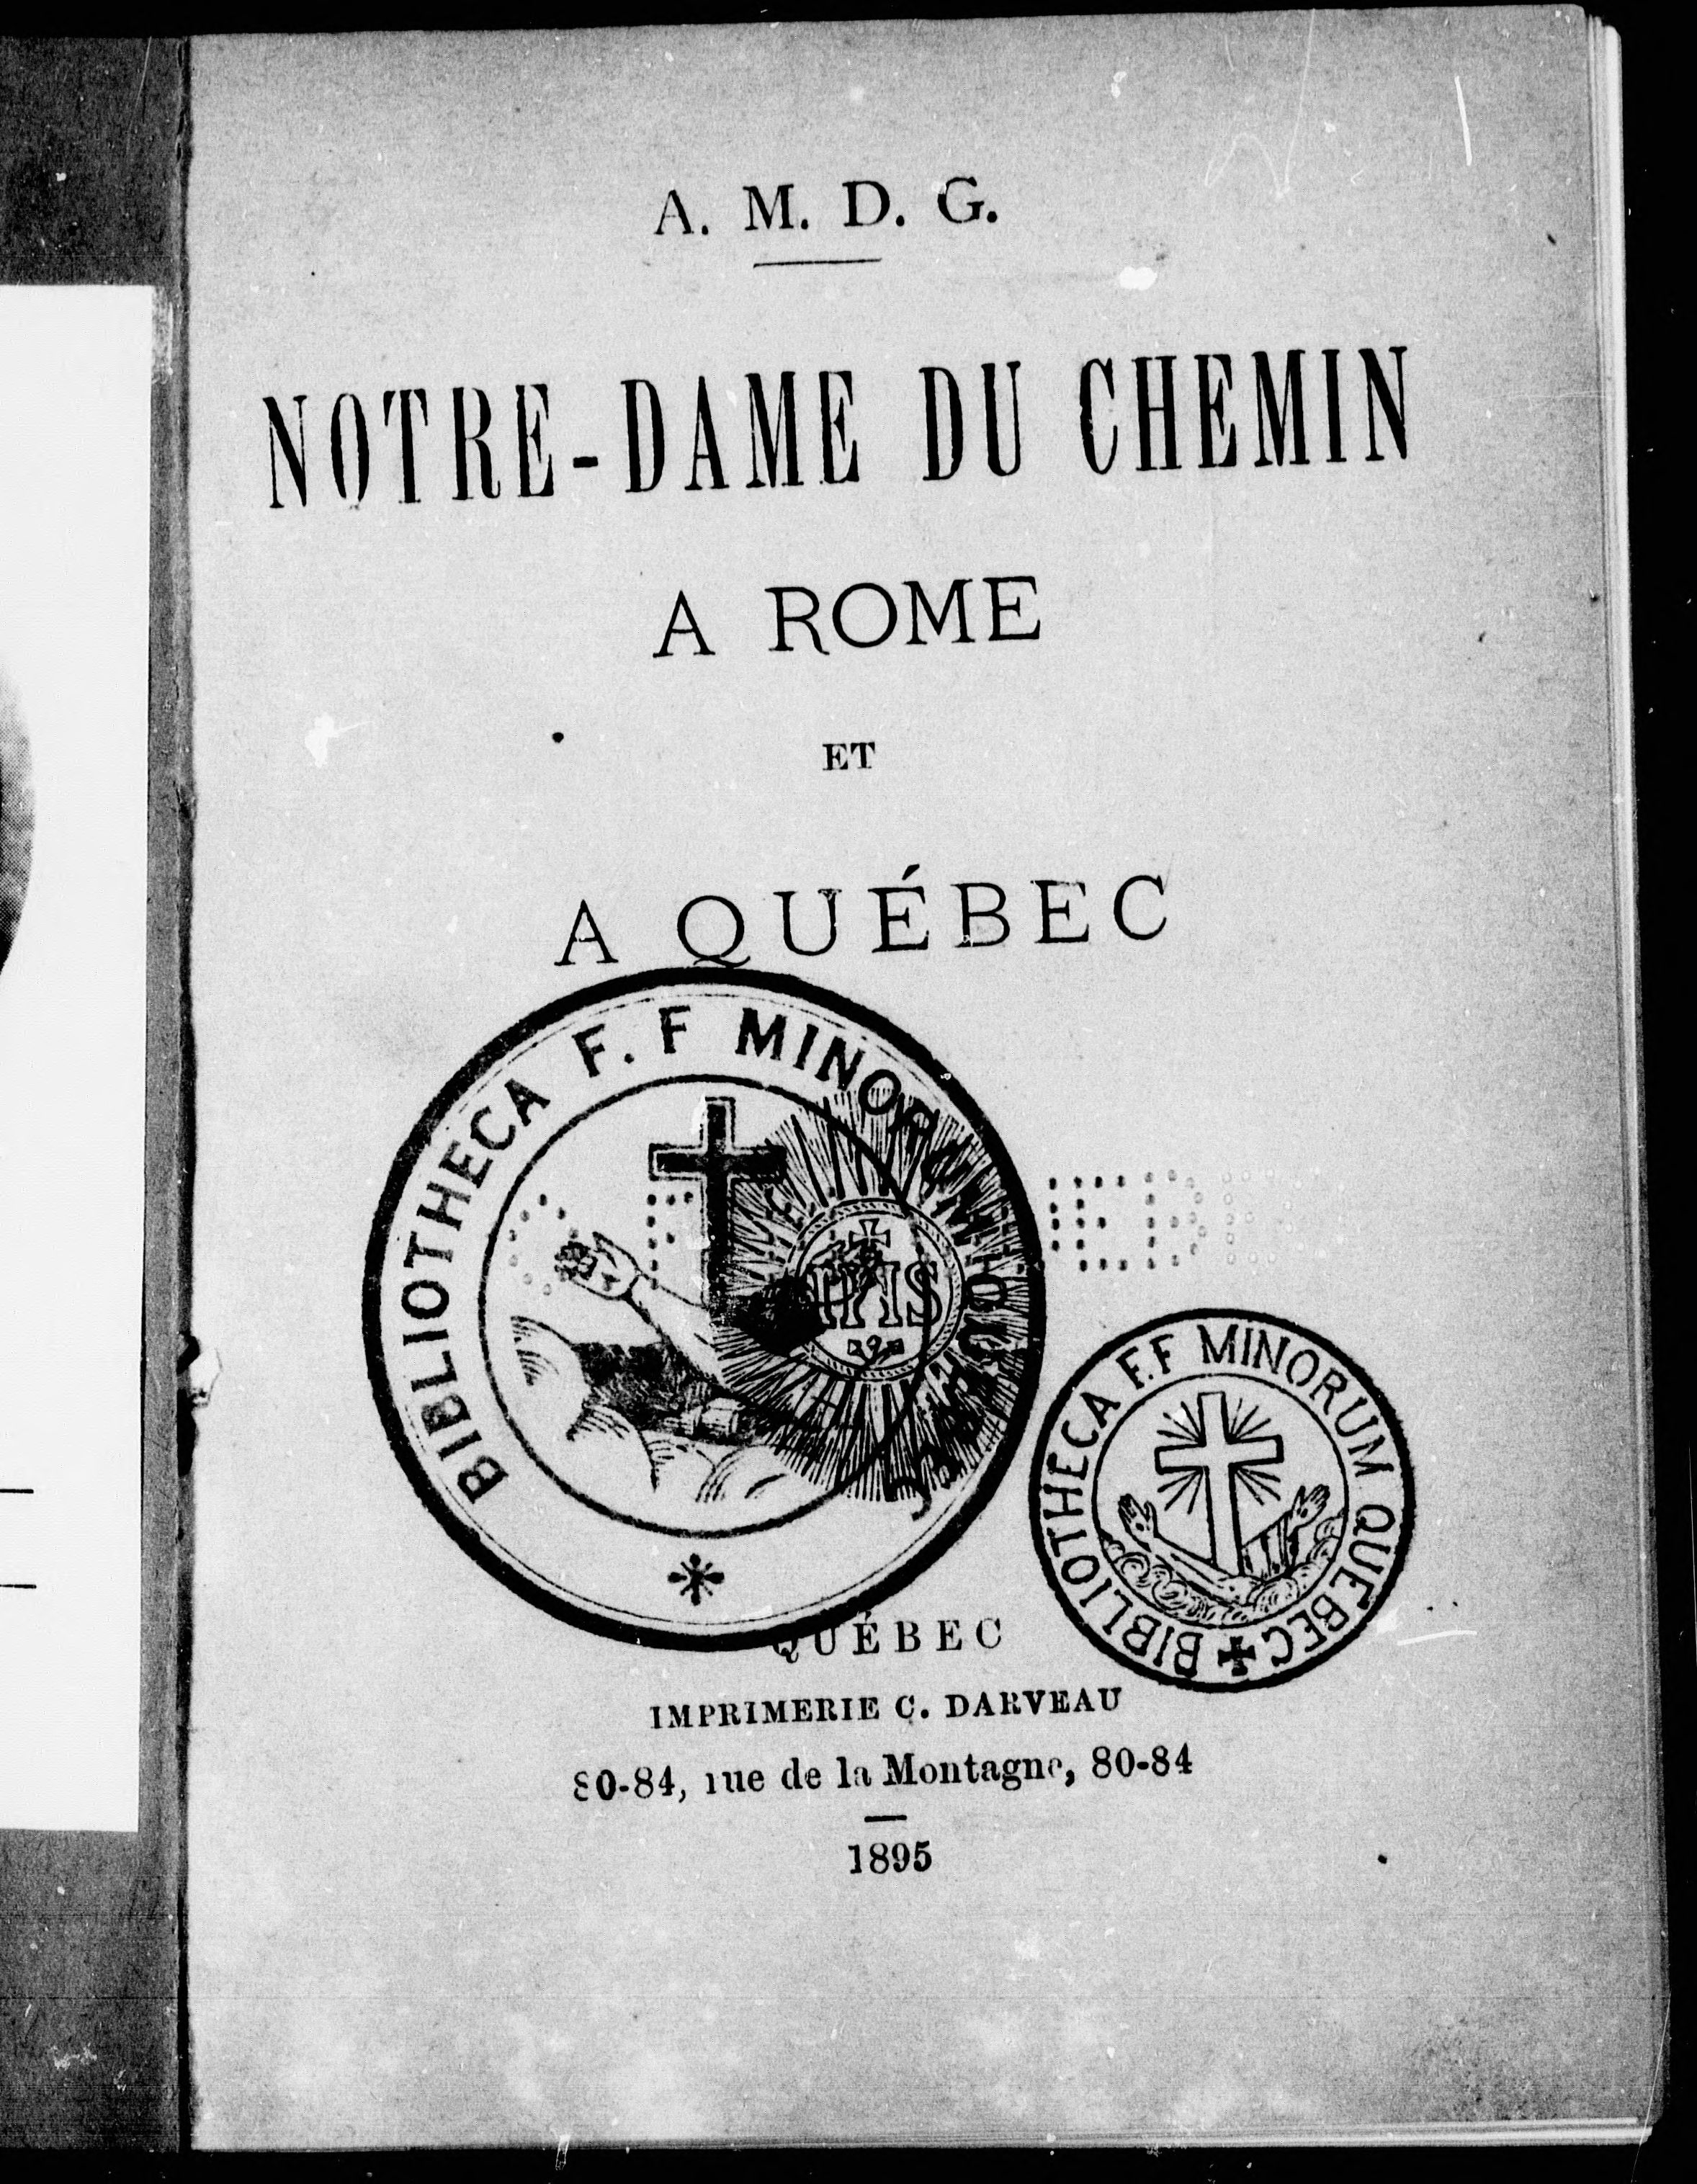 A. M. D. G.
NOTRE-DAME DU CHEMIN
A ROME
ET
A QUÉBEC
BIBLIOTHECA F. F MINORUM
IHS
BIBLIOTHECA F.F MINORUM QUEBEC
QUÉBEC
IMPRIMERIE C. DARVEAU
80-84, rue de la Montagne, 80-84
1895